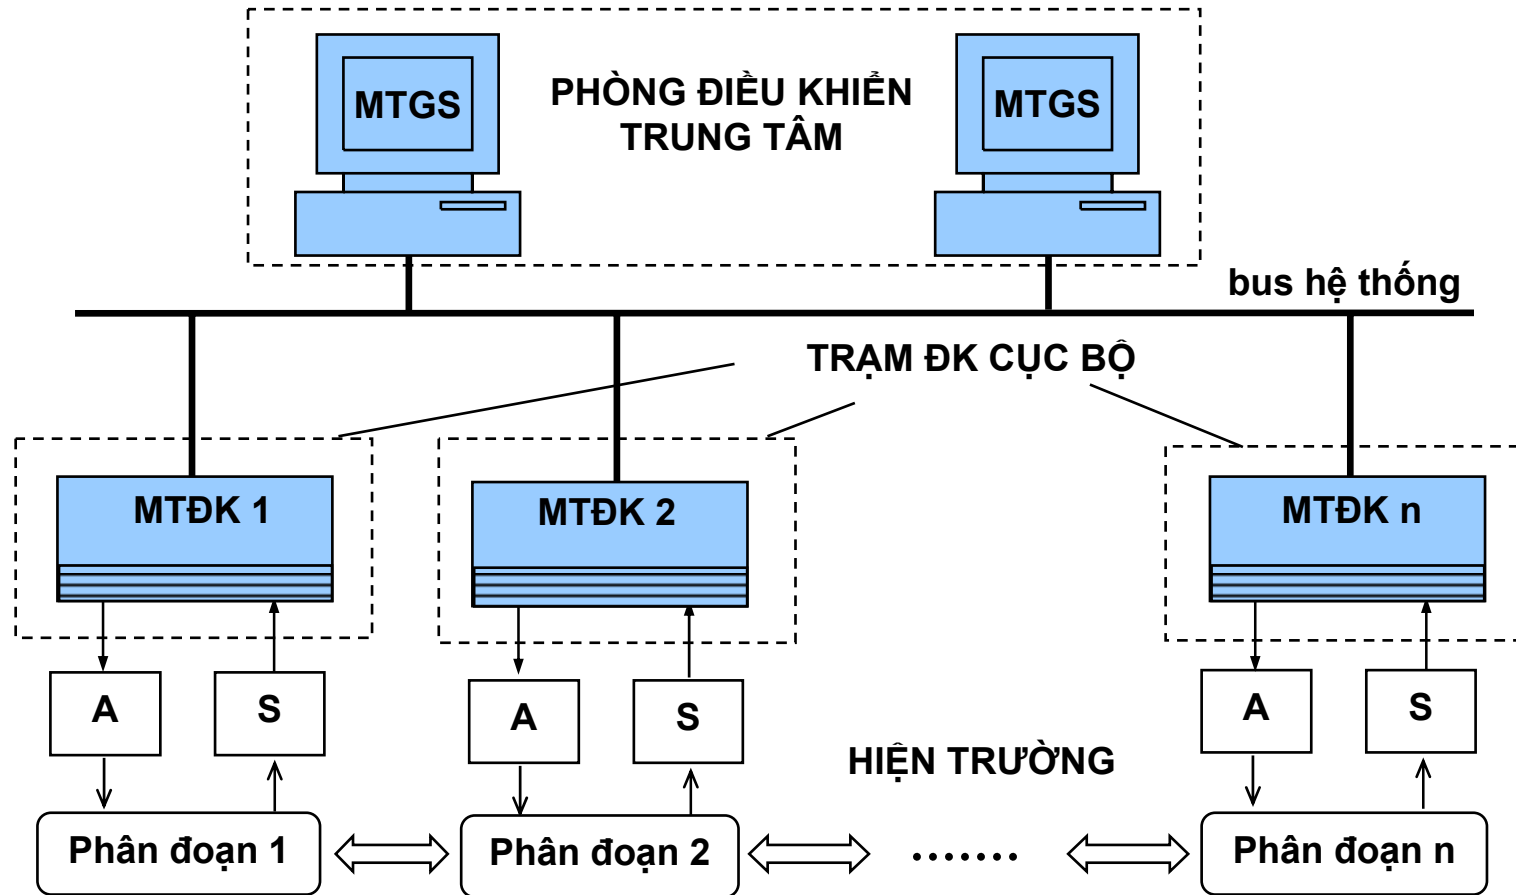 MTGS
PHÒNG ĐIỀU KHIỂN
TRUNG TÂM
MTGS
bus hệ thống
TRẠM ĐK CỤC BỘ
MTĐK 1
MTĐK 2
MTĐK n
A
S
A
S
A
S
HIỆN TRƯỜNG
Phân đoạn 1
Phân đoạn 2
.......
Phân đoạn n